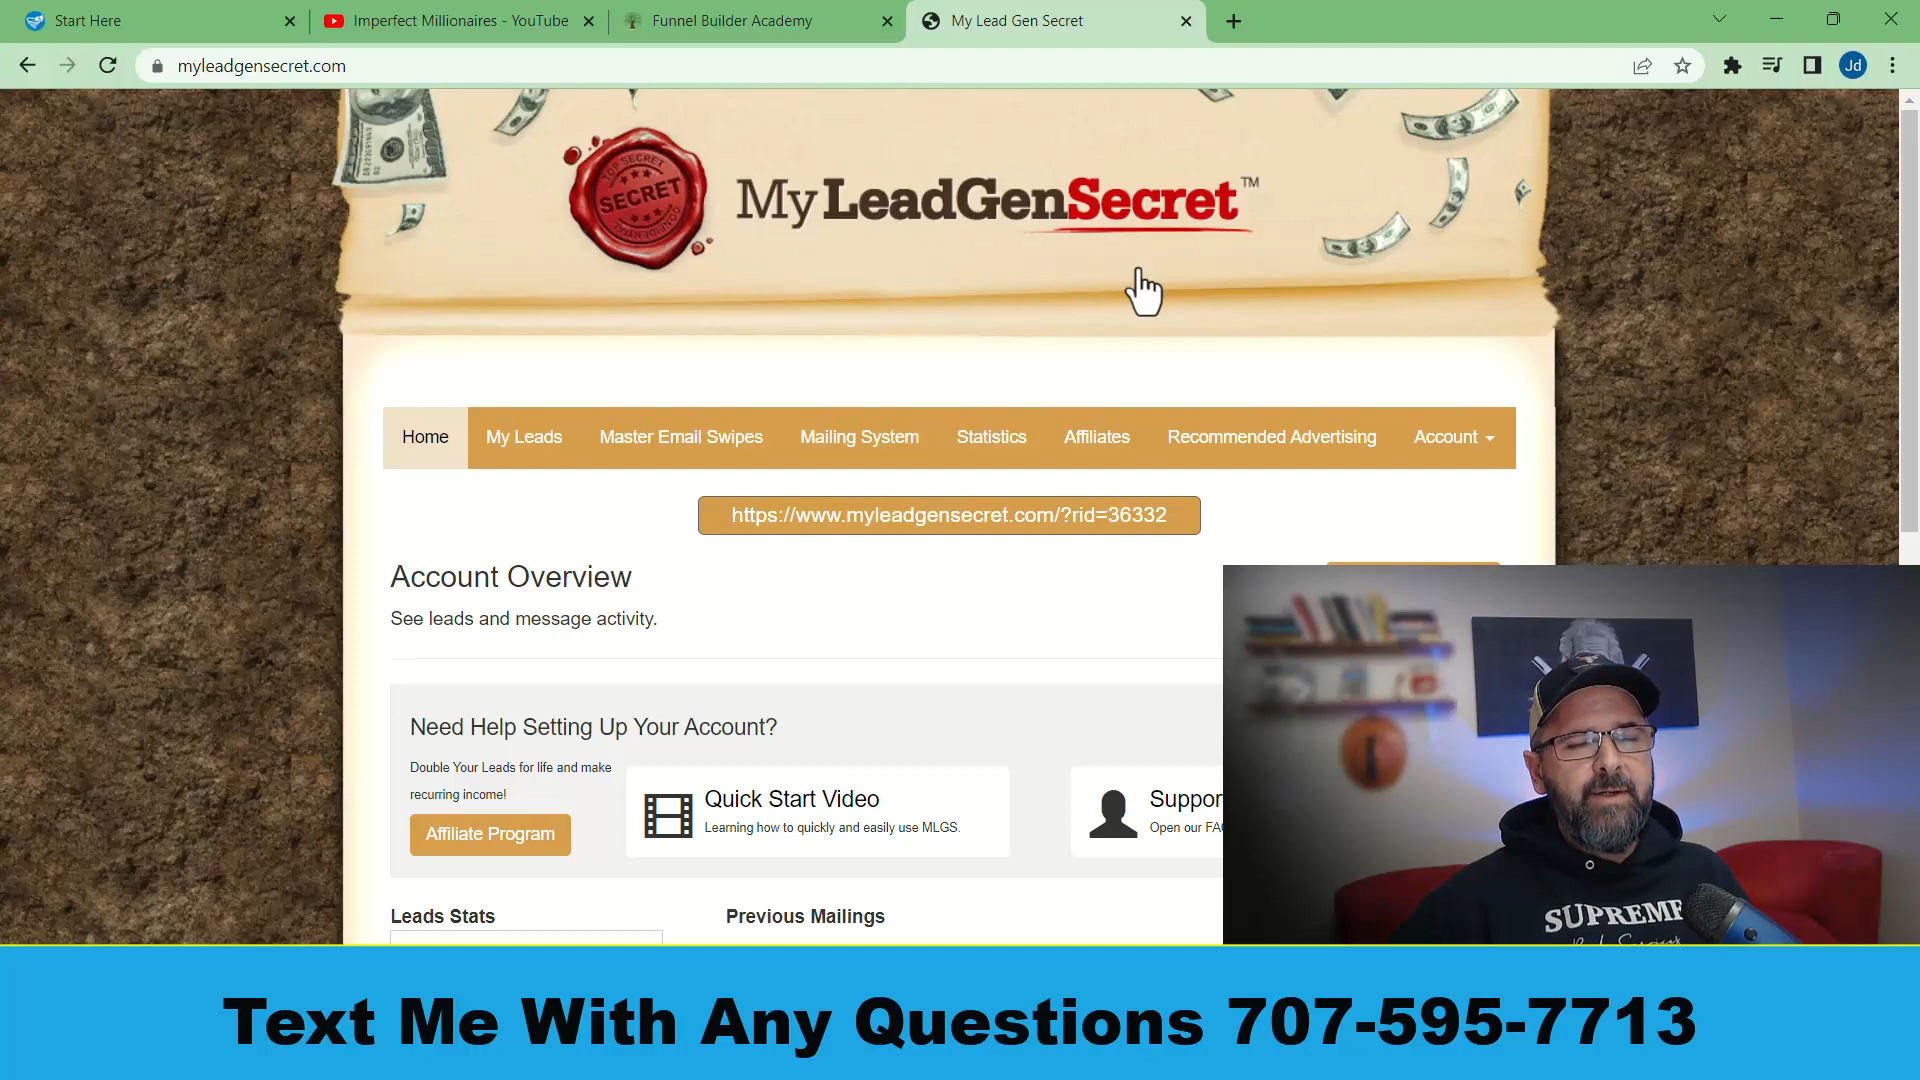 Start Here
Imperfect Millionaires - YouTube
Funnel Builder Academy
My Lead Gen Secret
myleadgensecret.com
Jd
TOP SECRET
SECRET
CONFIDENTIAL
MyLeadGenSecret™
Home
My Leads
Master Email Swipes
Mailing System
Statistics
Affiliates
Recommended Advertising
Account
https://www.myleadgensecret.com/?rid=36332
Account Overview
See leads and message activity.
Need Help Setting Up Your Account?
Double Your Leads for life and make
recurring income!
Affiliate Program
Quick Start Video
Learning how to quickly and easily use MLGS.
Suppor
Open our FA
Leads Stats
Previous Mailings
SUPREME
Text Me With Any Questions 707-595-7713